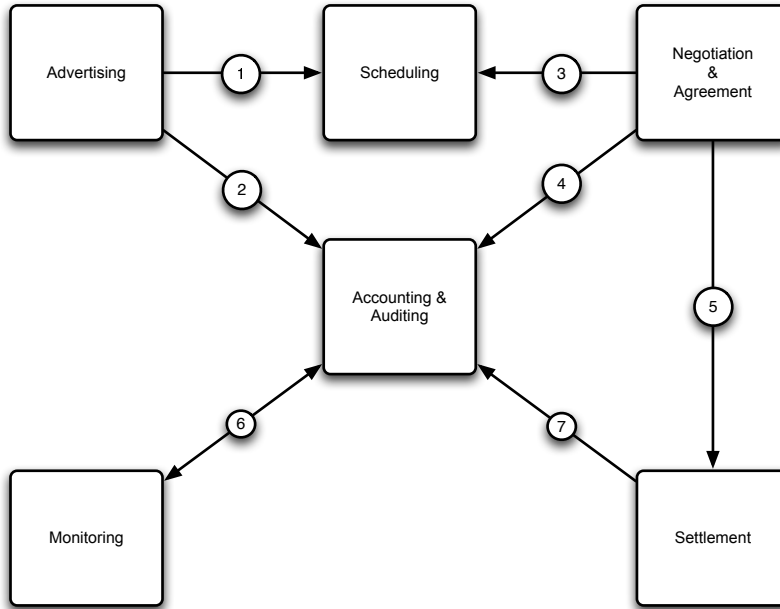 Advertising
1
Scheduling
3
Negotiation
&
Agreement
2
4
Accounting &
Auditing
5
6
7
Monitoring
Settlement